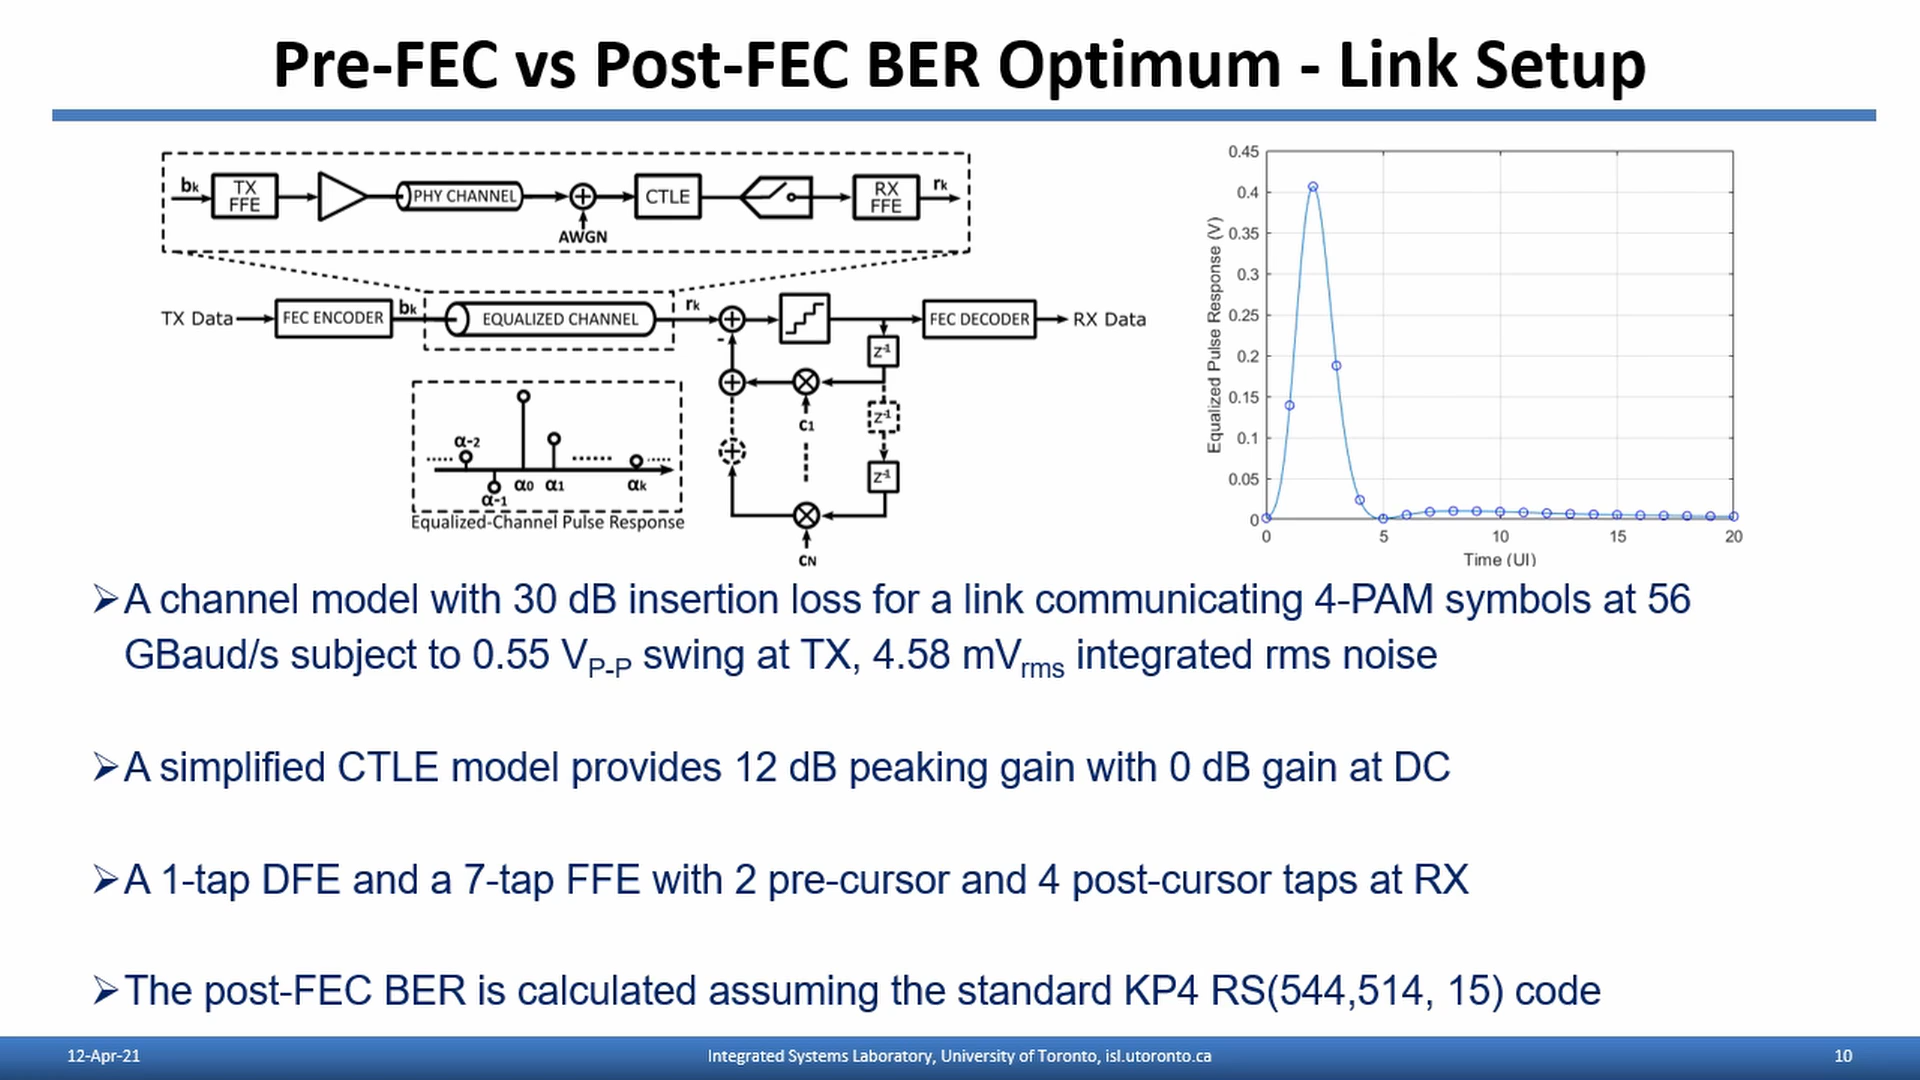 Pre-FEC vs Post-FEC BER Optimum - Link Setup
bk
TX
FFE
PHY CHANNEL
AWGN
CTLE
RX
FFE
rk
TX Data
FEC ENCODER
bk
EQUALIZED CHANNEL
rk
-
FEC DECODER
RX Data
z-1
z-1
z-1
c1
cN
α-2
α-1
α0
α1
αk
Equalized-Channel Pulse Response
Equalized Pulse Response (V)
0.45
0.4
0.35
0.3
0.25
0.2
0.15
0.1
0.05
0
0 5 10 15 20
Time (UI)
➢A channel model with 30 dB insertion loss for a link communicating 4-PAM symbols at 56
GBaud/s subject to 0.55 VP-P swing at TX, 4.58 mVrms integrated rms noise
➢A simplified CTLE model provides 12 dB peaking gain with 0 dB gain at DC
➢A 1-tap DFE and a 7-tap FFE with 2 pre-cursor and 4 post-cursor taps at RX
➢The post-FEC BER is calculated assuming the standard KP4 RS(544,514, 15) code
12-Apr-21
Integrated Systems Laboratory, University of Toronto, isl.utoronto.ca
10